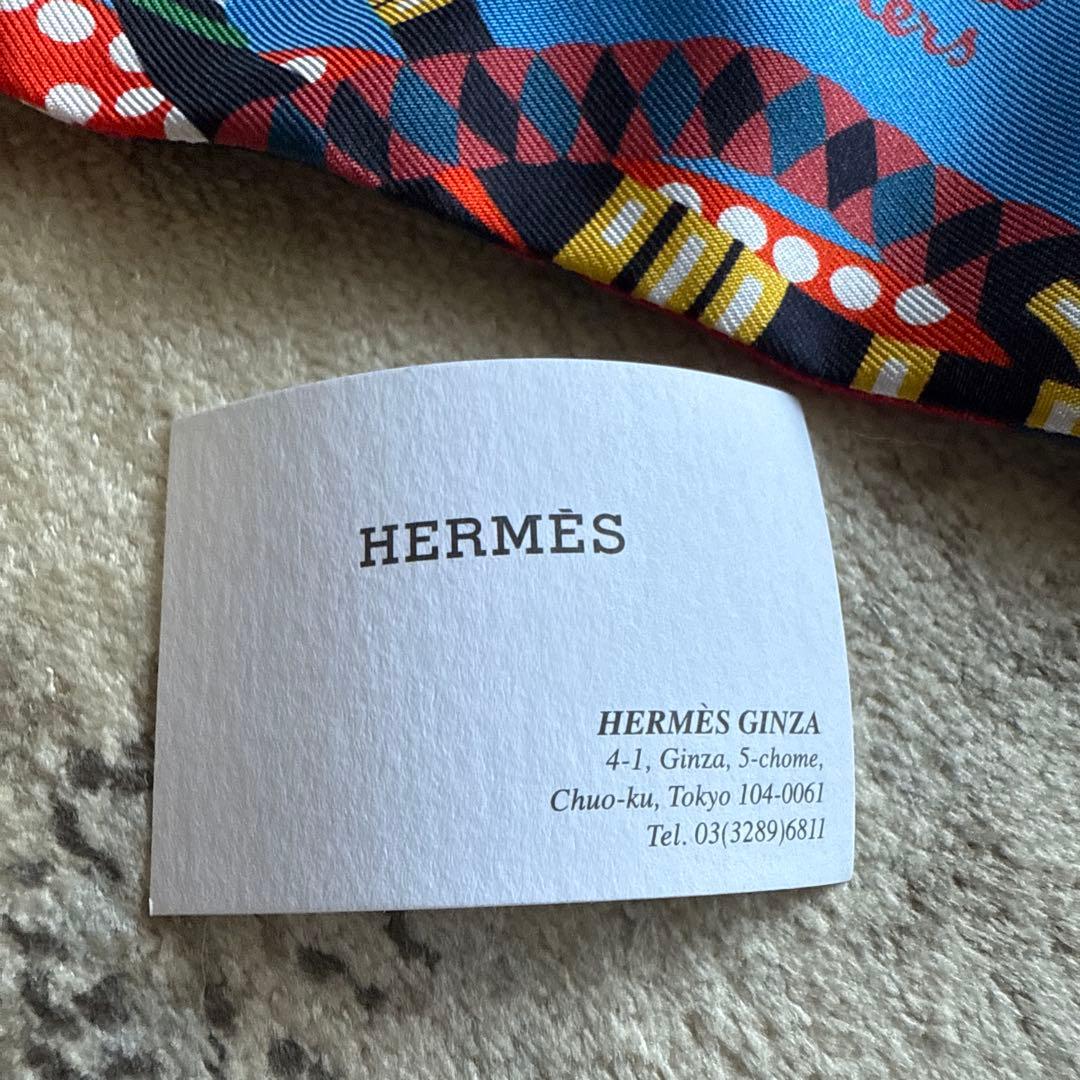 HERMÈS
HERMÈS GINZA
4-1, Ginza, 5-chome,
Chuo-ku, Tokyo 104-0061
Tel. 03(3289)6811